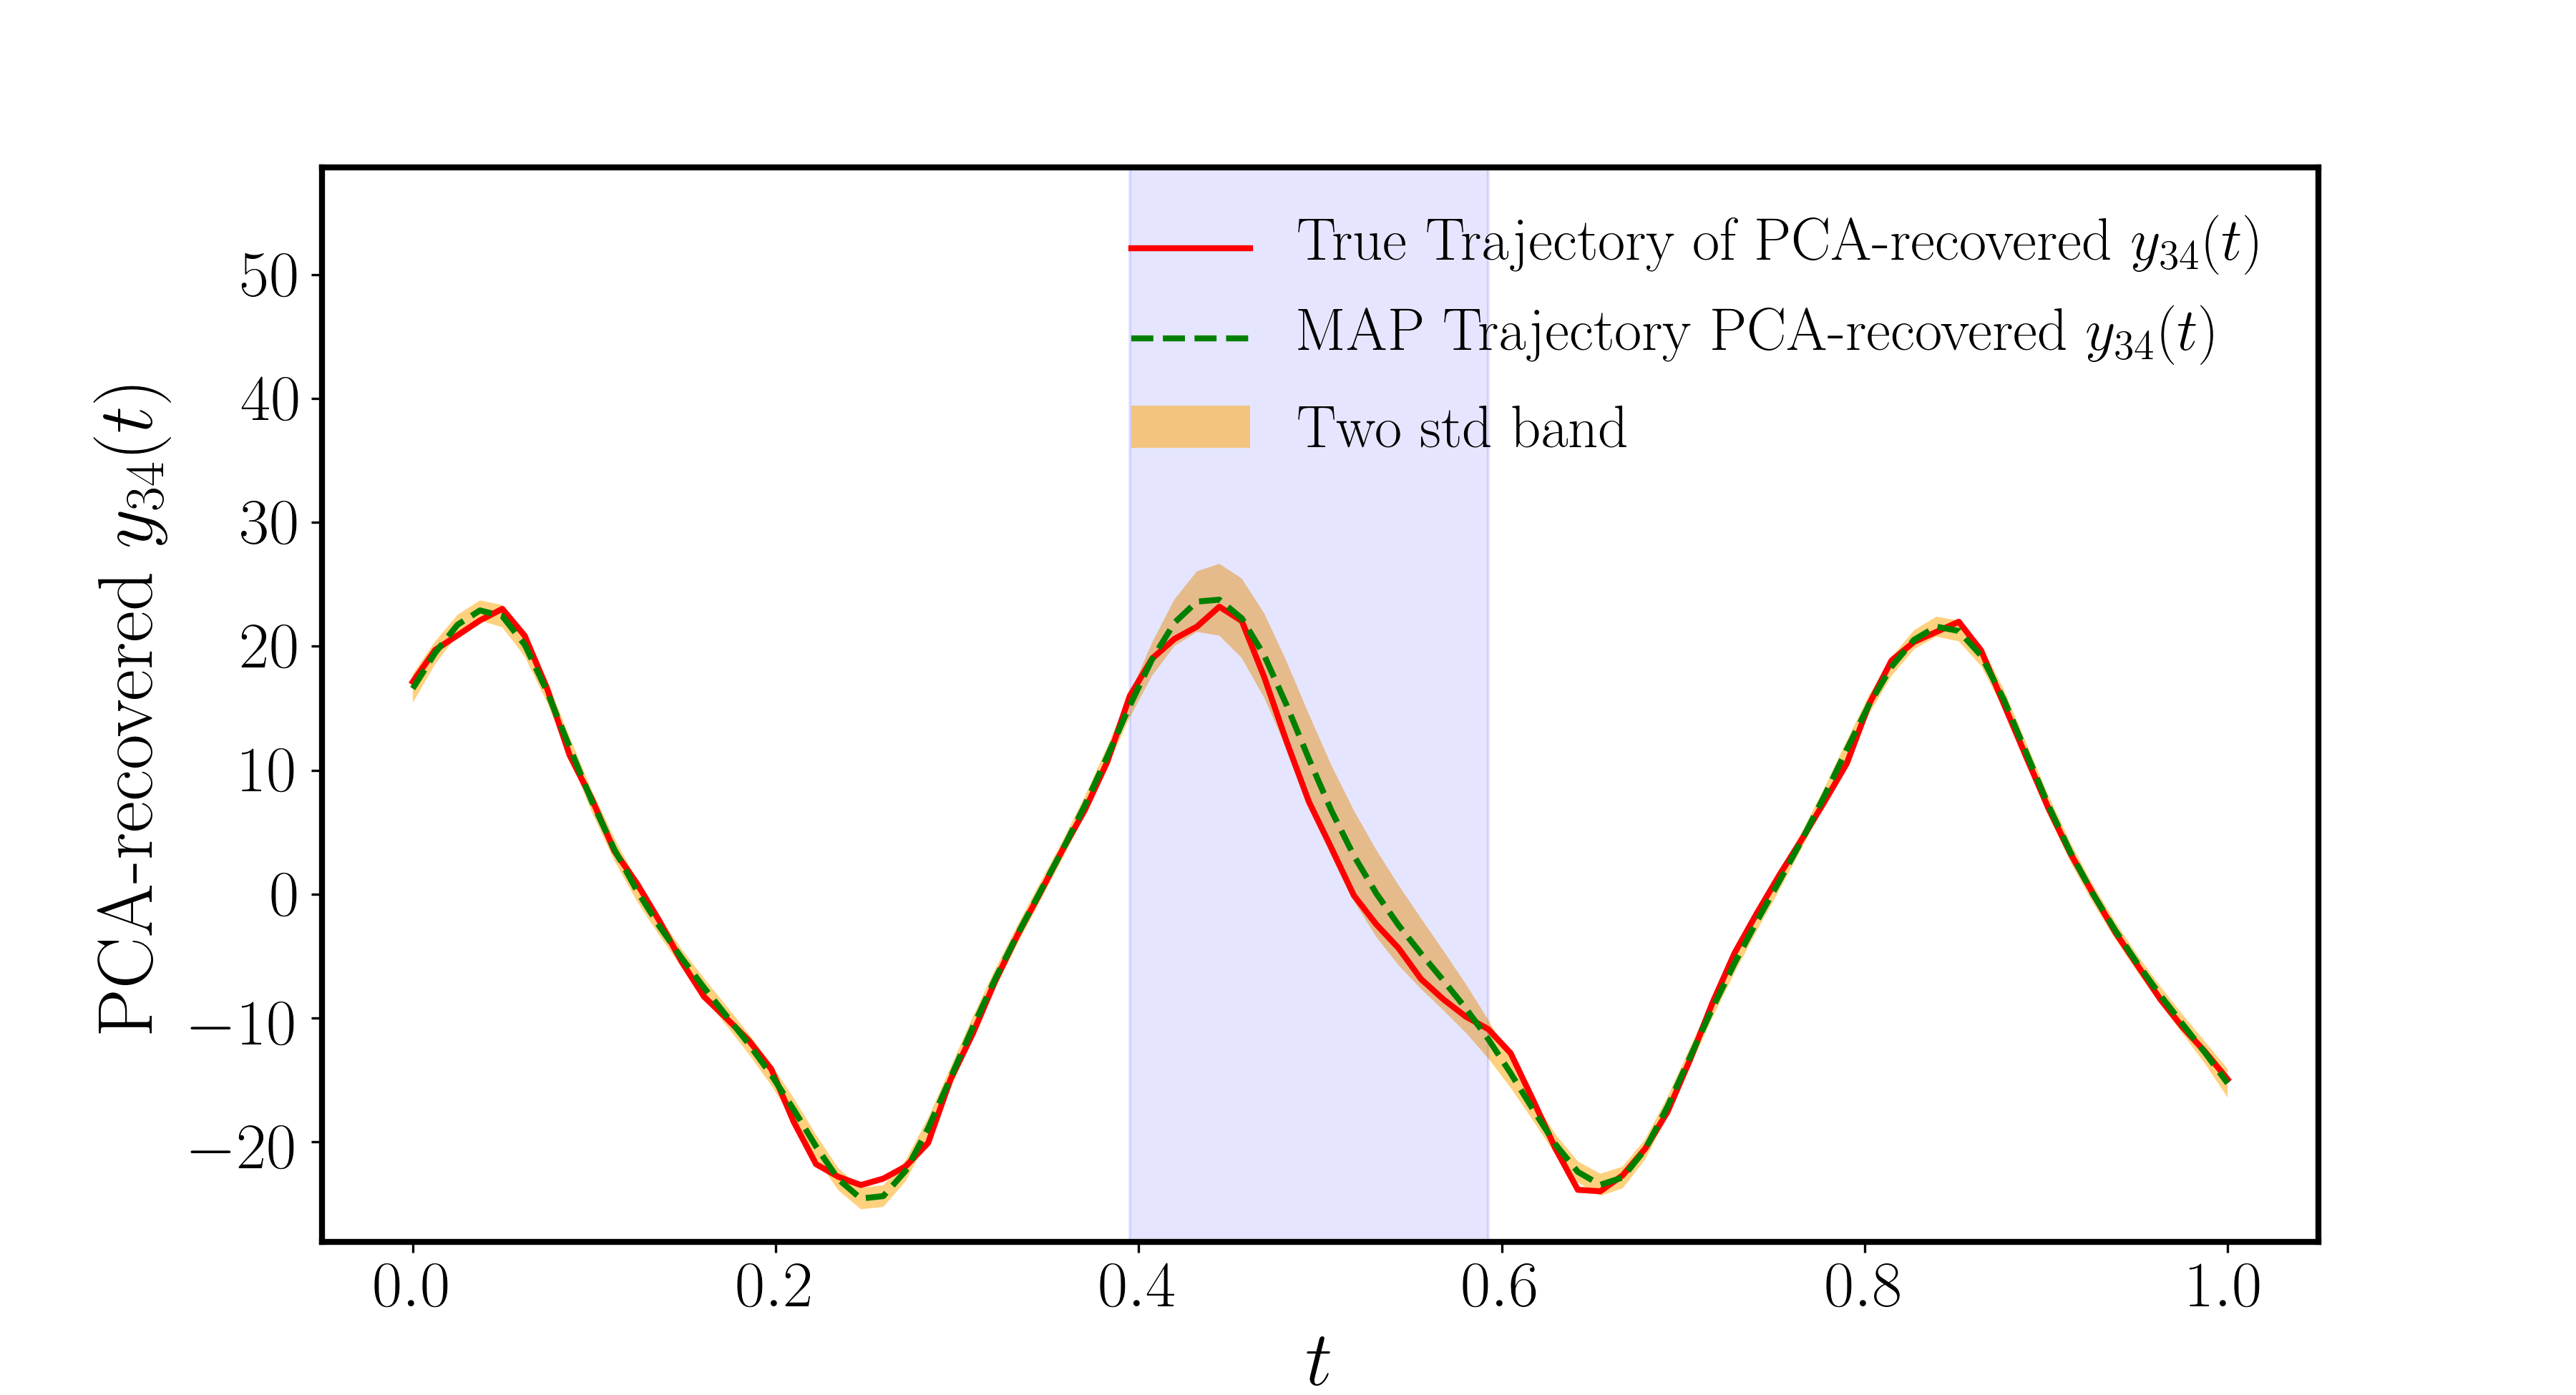 True Trajectory of PCA-recovered y₃₄(t)
MAP Trajectory PCA-recovered y₃₄(t)
Two std band
PCA-recovered y₃₄(t)
50
40
30
20
10
0
−10
−20
0.0 0.2 0.4 0.6 0.8 1.0
t